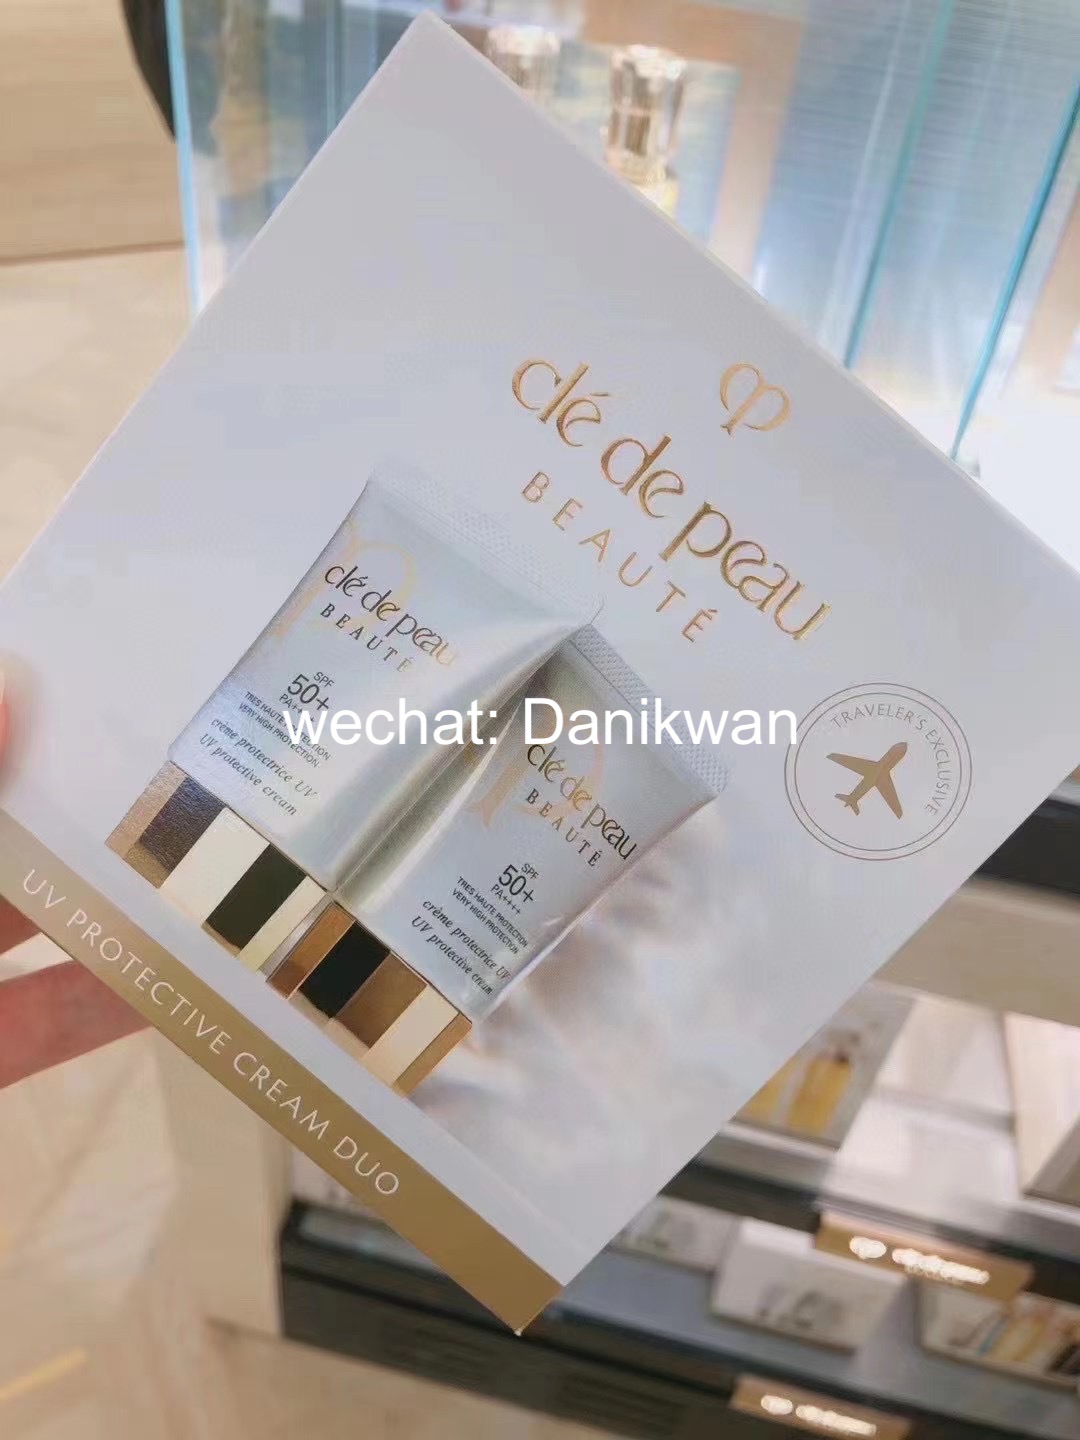 cp
clé de peau
BEAUTÉ
clé de peau
BEAUTÉ
SPF
50+
PA++++
TRES HAUTE PROTECTION
VERY HIGH PROTECTION
crème protectrice UV
UV protective cream
clé de peau
BEAUTÉ
SPF
50+
PA++++
TRES HAUTE PROTECTION
VERY HIGH PROTECTION
crème protectrice UV
UV protective cream
wechat: Danikwan
TRAVELER'S EXCLUSIVE
UV PROTECTIVE CREAM DUO